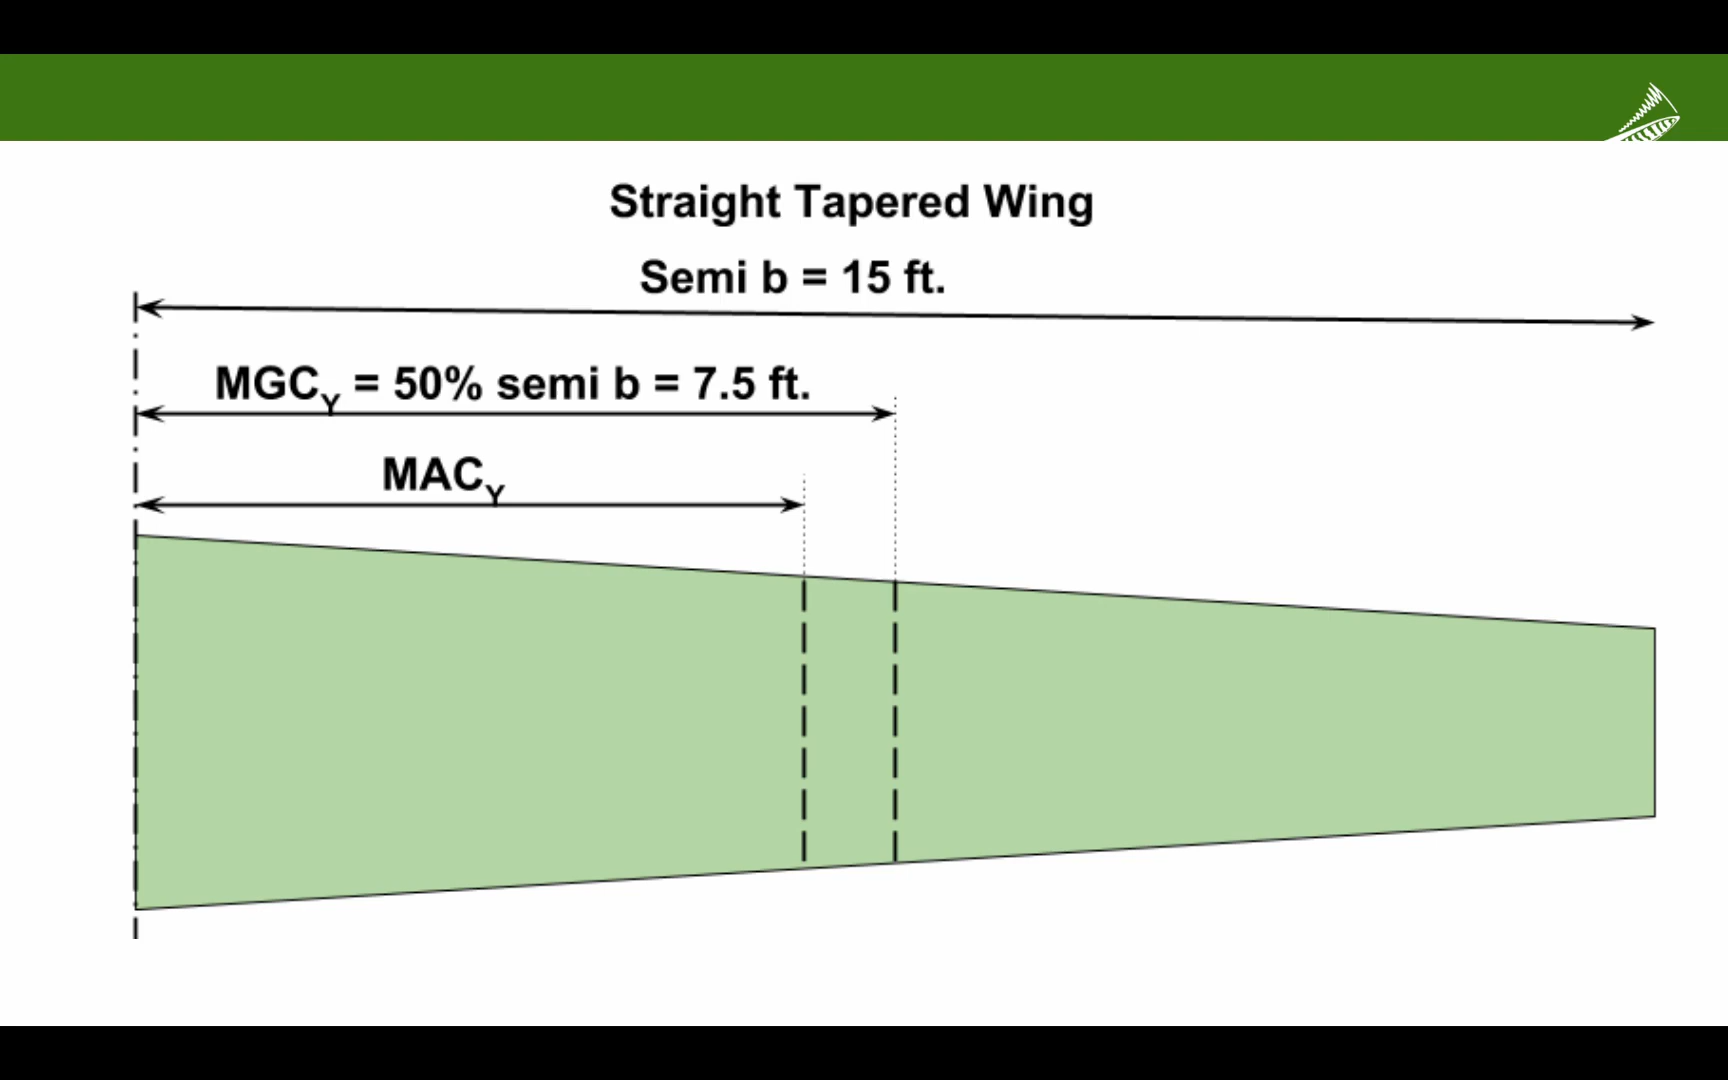 Straight Tapered Wing
Semi b = 15 ft.
MGCY = 50% semi b = 7.5 ft.
MACY